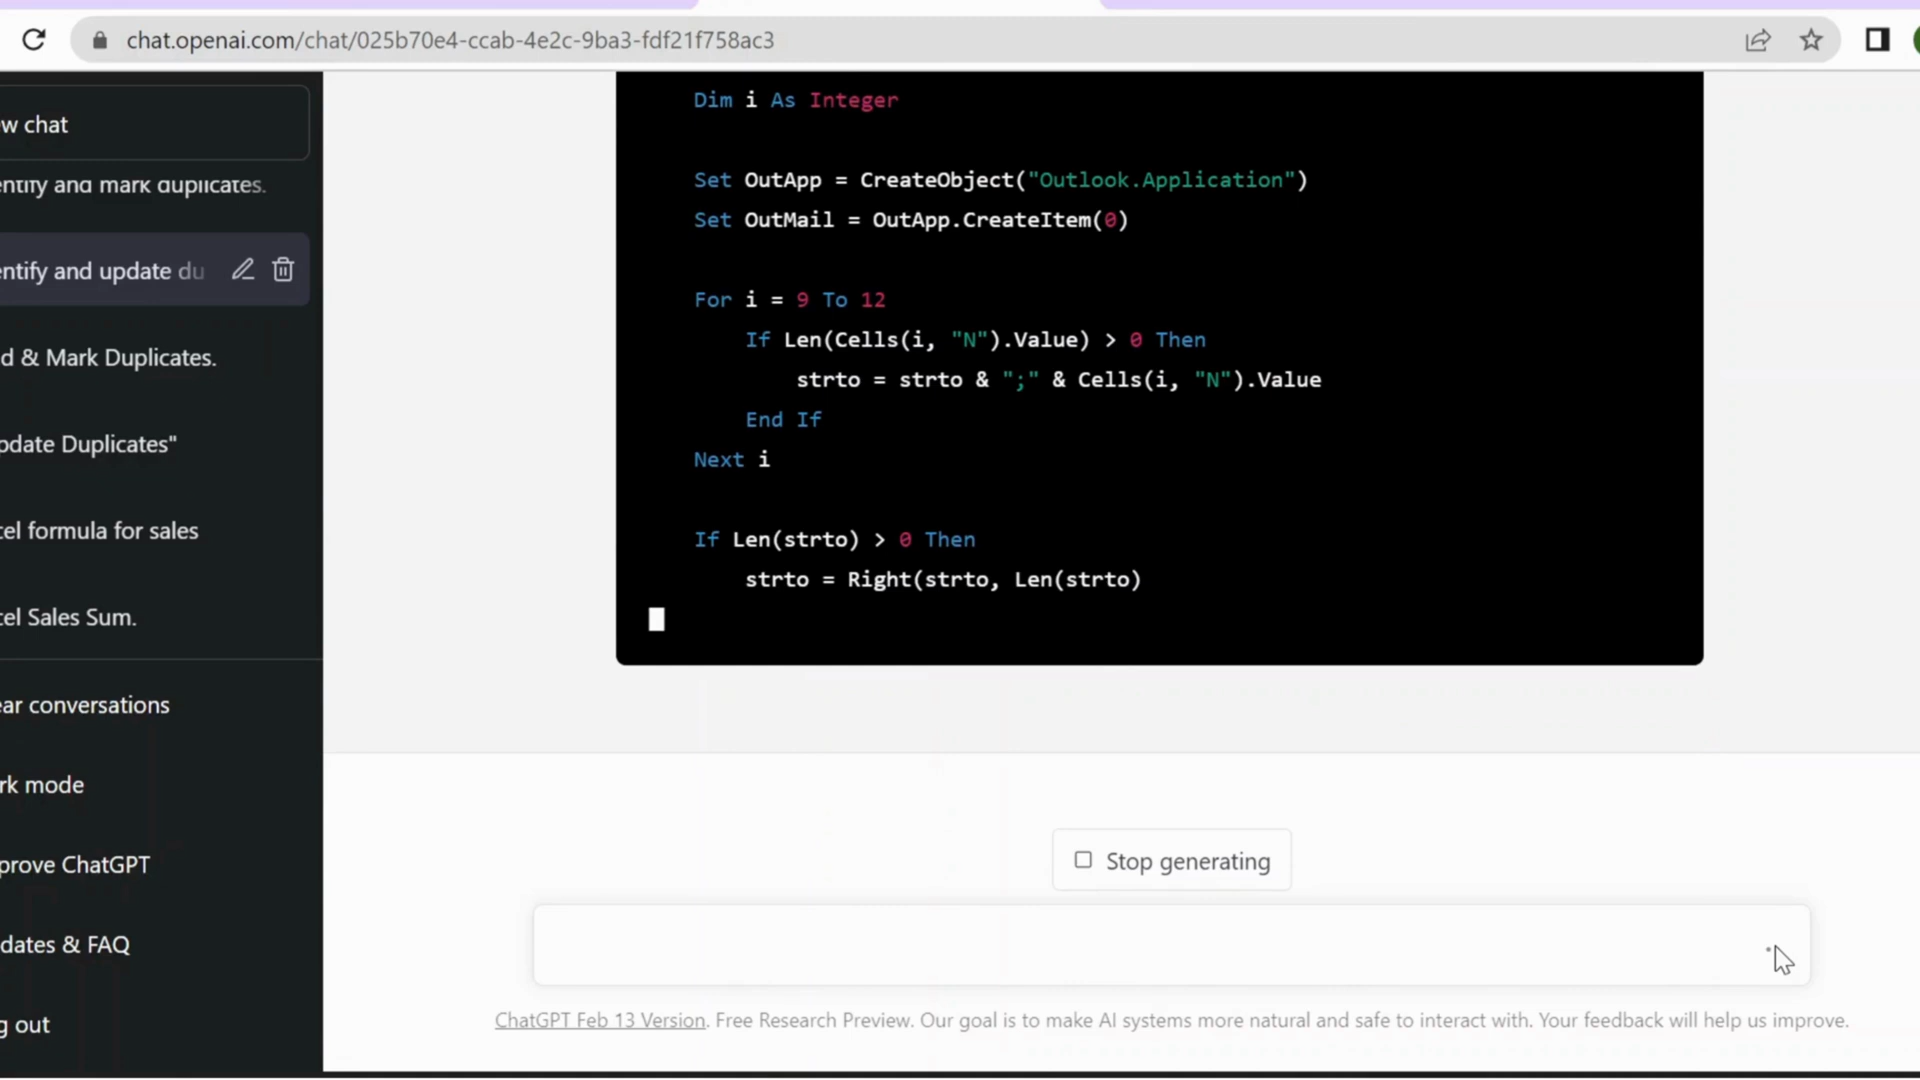 chat.openai.com/chat/025b70e4-ccab-4e2c-9ba3-fdf21f758ac3
w chat
entify and mark duplicates.
entify and update du
d & Mark Duplicates.
pdate Duplicates"
cel formula for sales
cel Sales Sum.
ear conversations
rk mode
prove ChatGPT
dates & FAQ
g out
Dim i As Integer
Set OutApp = CreateObject("Outlook.Application")
Set OutMail = OutApp.CreateItem(0)
For i = 9 To 12
If Len(Cells(i, "N").Value) > 0 Then
strto = strto & ";" & Cells(i, "N").Value
End If
Next i
If Len(strto) > 0 Then
strto = Right(strto, Len(strto)
Stop generating
ChatGPT Feb 13 Version. Free Research Preview. Our goal is to make AI systems more natural and safe to interact with. Your feedback will help us improve.